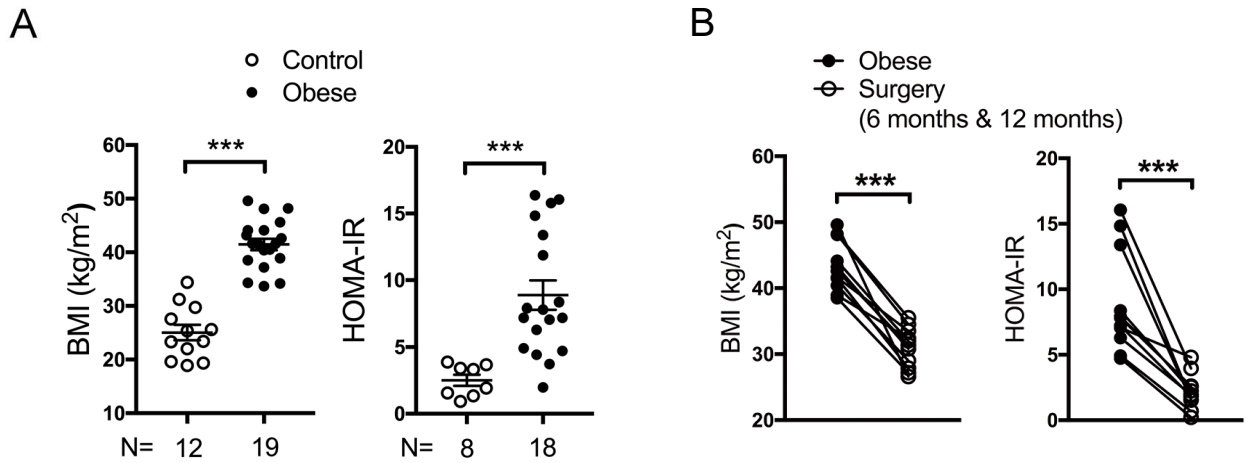 A
Control
Obese
BMI (kg/m²)
60
50
40
30
20
10
***
N= 12 19
HOMA-IR
20
15
10
5
0
***
8 18
B
Obese
Surgery
(6 months & 12 months)
BMI (kg/m²)
60
50
40
30
20
***
HOMA-IR
20
15
10
5
0
***